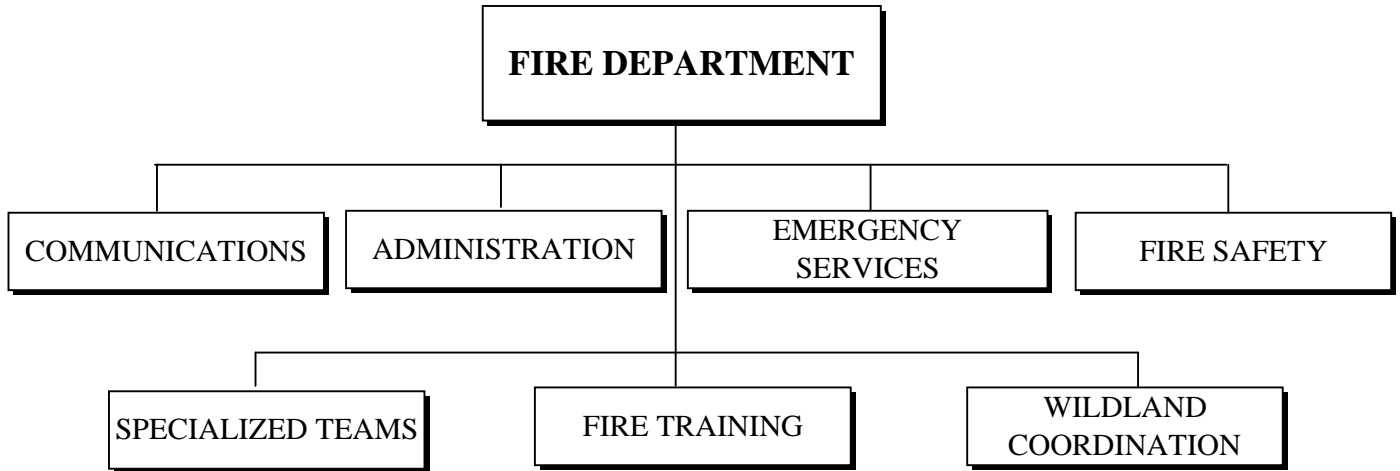 FIRE DEPARTMENT
COMMUNICATIONS
ADMINISTRATION
EMERGENCY
SERVICES
FIRE SAFETY
SPECIALIZED TEAMS
FIRE TRAINING
WILDLAND
COORDINATION